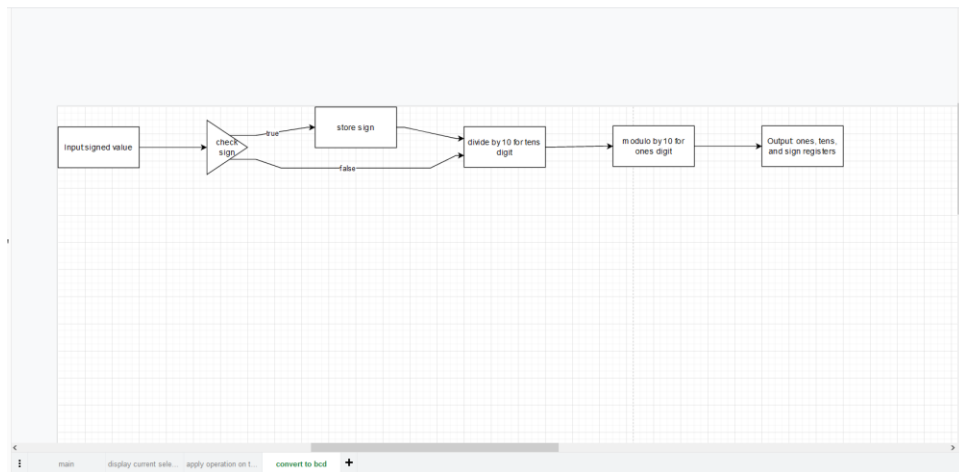 Input signed value
check
sign
true
false
store sign
divide by 10 for tens
digit
modulo by 10 for
ones digit
Output: ones, tens,
and sign registers
main
display current sele...
apply operation on t...
convert to bcd